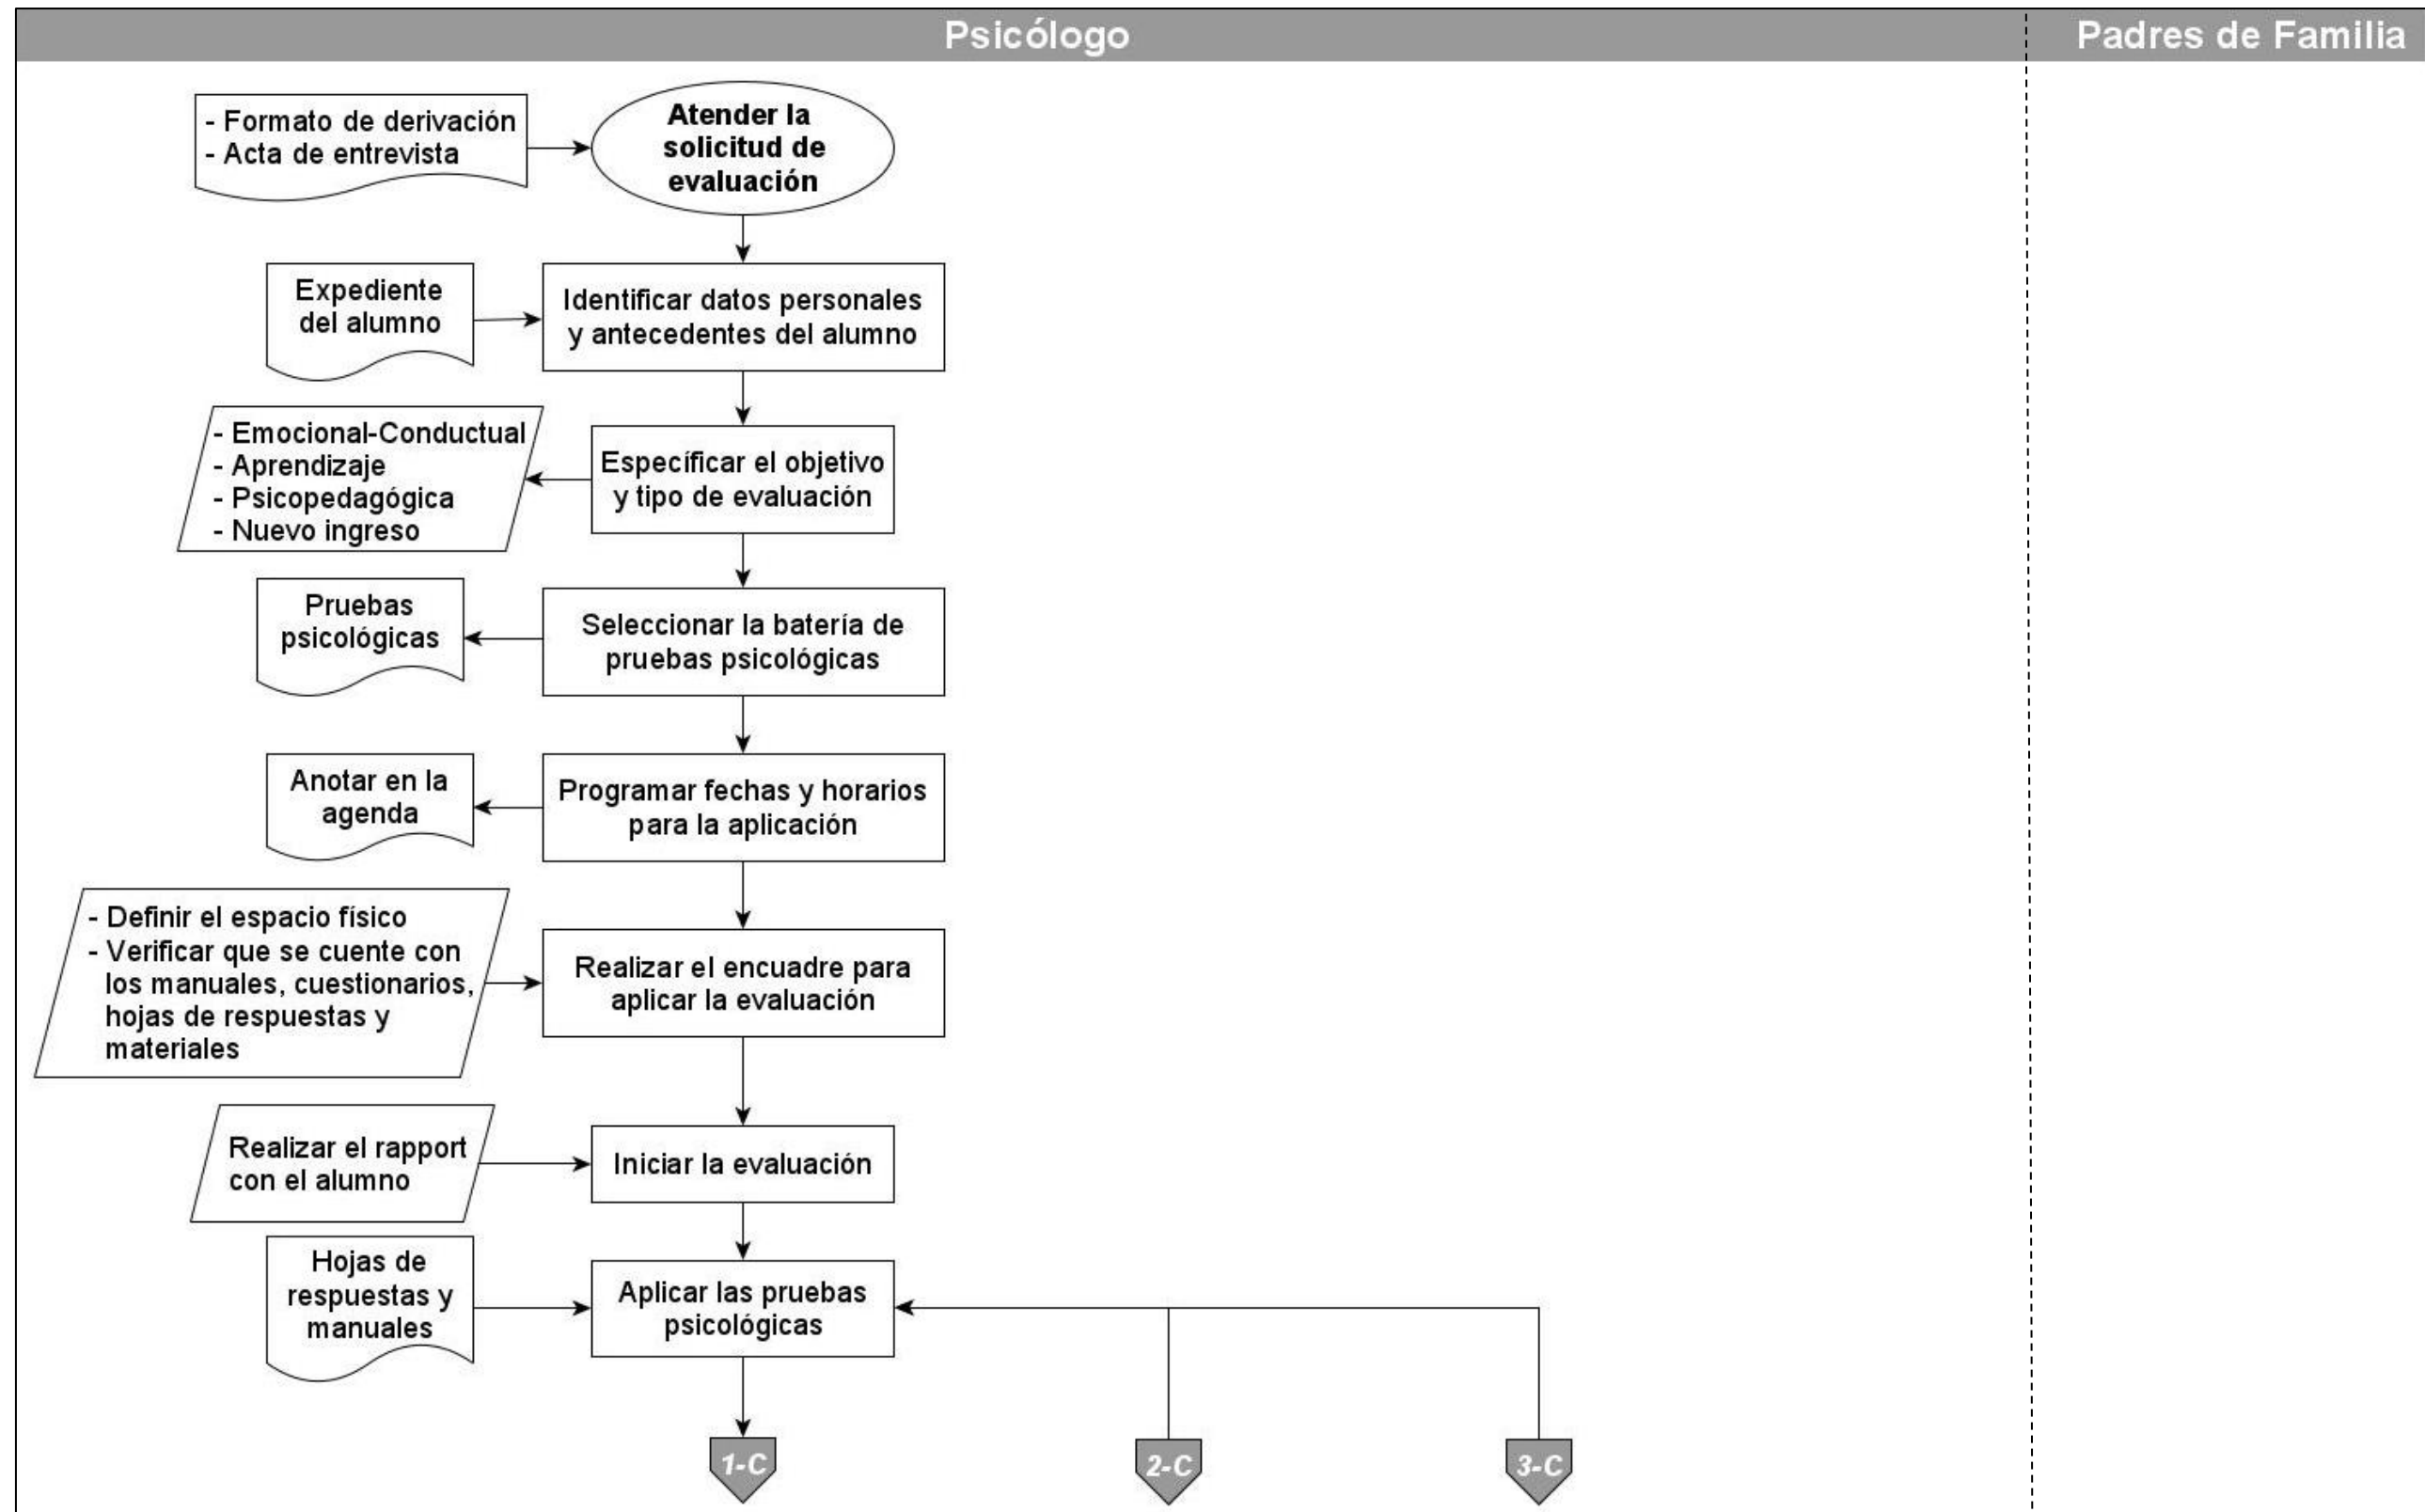 Psicólogo
Padres de Familia
- Formato de derivación
- Acta de entrevista
Atender la
solicitud de
evaluación
Expediente
del alumno
Identificar datos personales
y antecedentes del alumno
- Emocional-Conductual
- Aprendizaje
- Psicopedagógica
- Nuevo ingreso
Específicar el objetivo
y tipo de evaluación
Pruebas
psicológicas
Seleccionar la batería de
pruebas psicológicas
Anotar en la
agenda
Programar fechas y horarios
para la aplicación
- Definir el espacio físico
- Verificar que se cuente con
los manuales, cuestionarios,
hojas de respuestas y
materiales
Realizar el encuadre para
aplicar la evaluación
Realizar el rapport
con el alumno
Iniciar la evaluación
Hojas de
respuestas y
manuales
Aplicar las pruebas
psicológicas
1-C
2-C
3-C